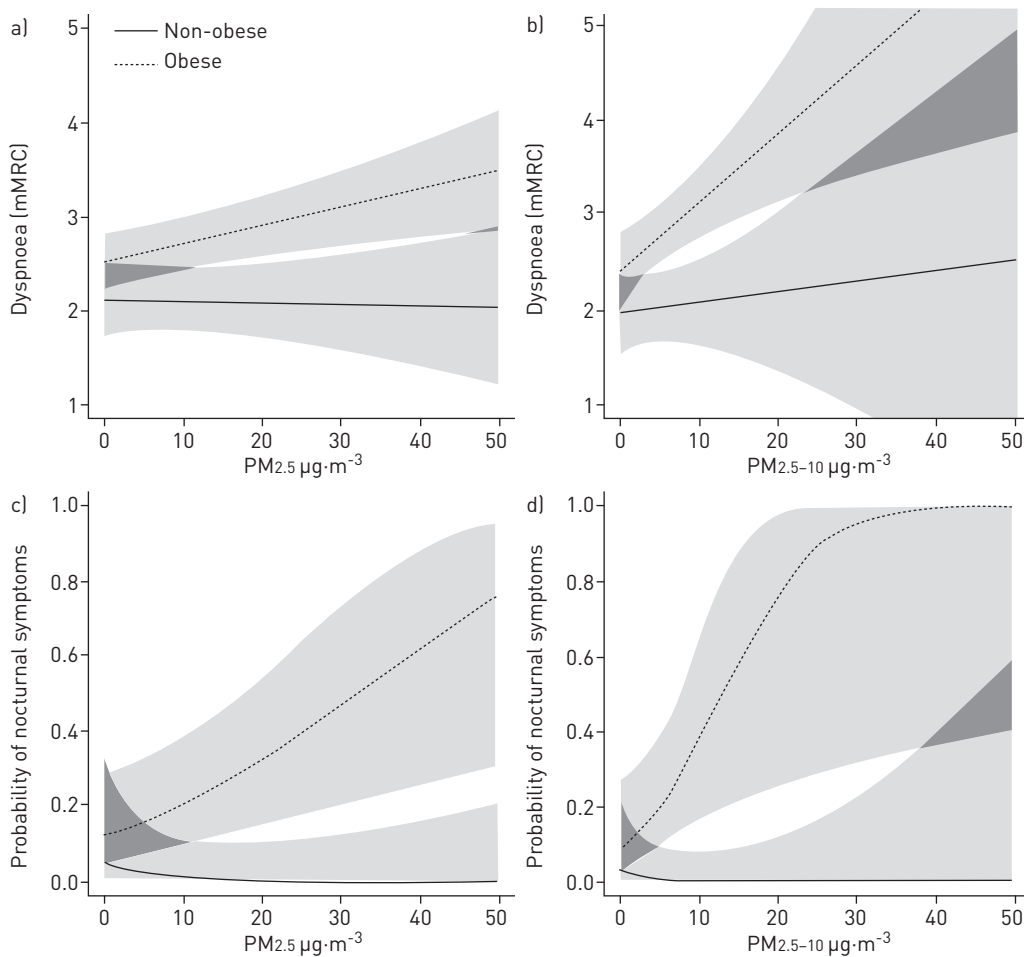 a)
Non-obese
Obese
Dyspnoea (mMRC)
5
4
3
2
1
0 10 20 30 40 50
PM2.5 µg·m-3
b)
Dyspnoea (mMRC)
5
4
3
2
1
0 10 20 30 40 50
PM2.5–10 µg·m-3
c)
Probability of nocturnal symptoms
1.0
0.8
0.6
0.4
0.2
0.0
0 10 20 30 40 50
PM2.5 µg·m-3
d)
Probability of nocturnal symptoms
1.0
0.8
0.6
0.4
0.2
0.0
0 10 20 30 40 50
PM2.5–10 µg·m-3